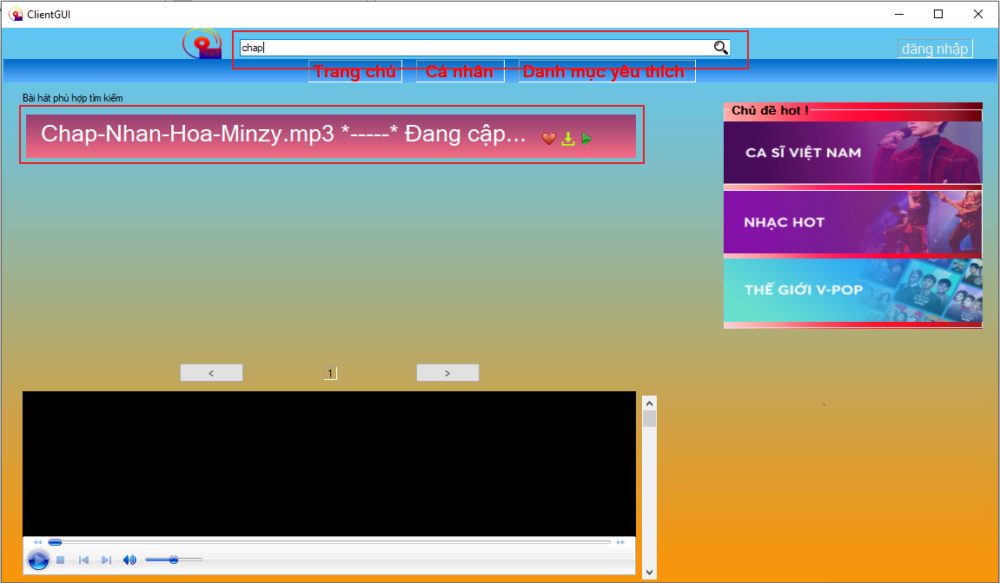 ClientGUI
chap
đăng nhập
Trang chủ
Cá nhân
Danh mục yêu thích
Bài hát phù hợp tìm kiếm
Chap-Nhan-Hoa-Minzy.mp3 *-----* Đang cập...
Chủ đề hot !
CA SĨ VIỆT NAM
NHẠC HOT
THẾ GIỚI V-POP
<
1
>